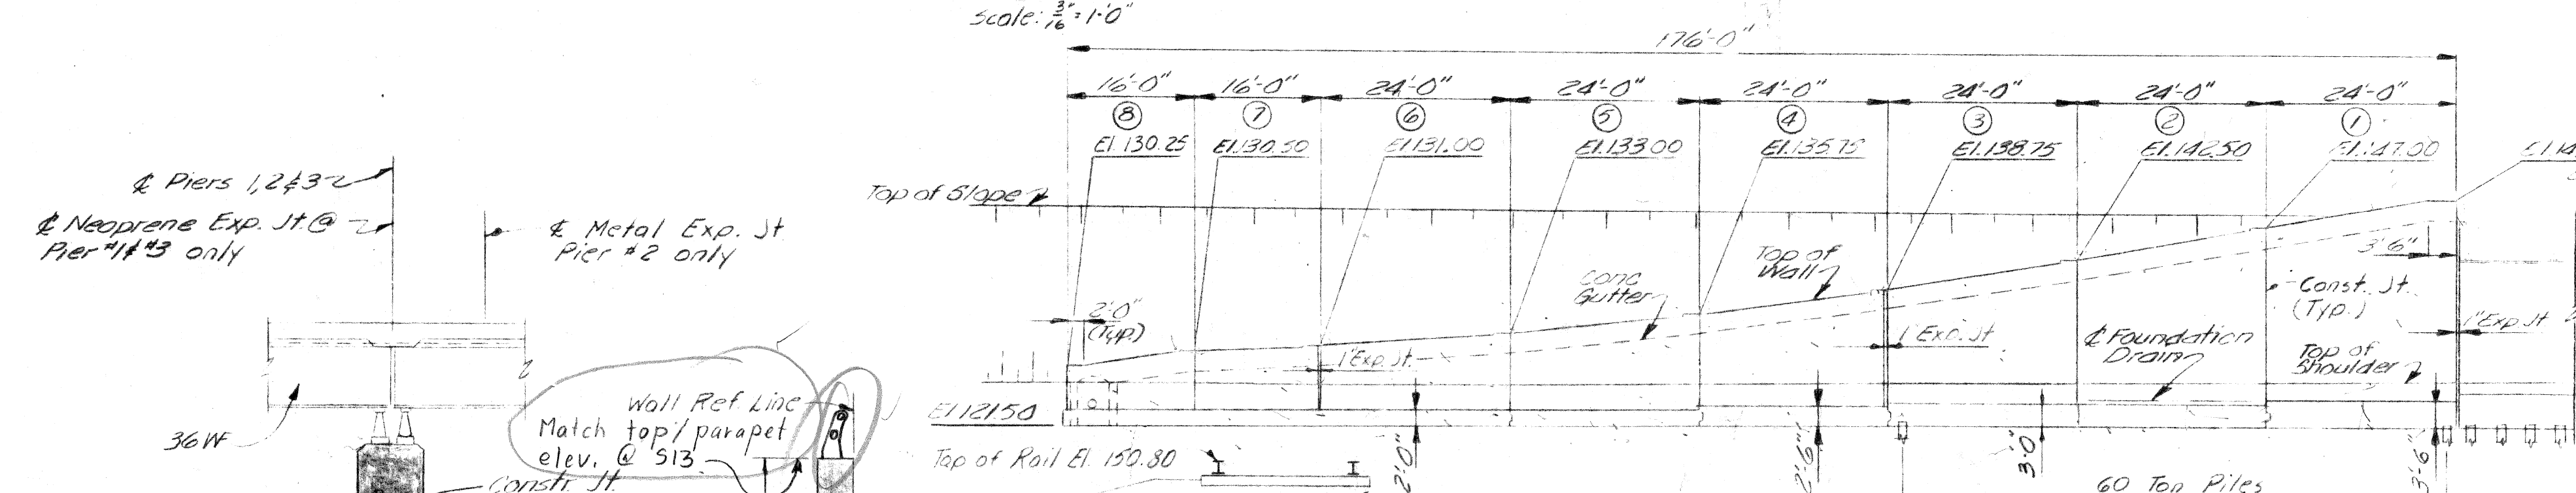 Scale: 3/16" = 1'-0"
176'-0"
16'-0" 16'-0" 24'-0" 24'-0" 24'-0" 24'-0" 24'-0" 24'-0"
8 7 6 5 4 3 2 1
El. 130.25 El. 130.50 El. 131.00 El. 133.00 El. 135.75 El. 138.75 El. 142.50 El. 147.00
℄ Piers 1, 2 & 3
℄ Neoprene Exp. Jt. @
Pier #1 & #3 only
℄ Metal Exp. Jt
Pier #2 only
Top of Slope
3'6"
Top of
Wall
Conc
Gutter
Const. Jt.
(Typ.)
2'-0"
(Typ.)
1" Exp. Jt.
1" Exp. Jt
1" Exp. Jt
℄ Foundation
Drain
Top of
Shoulder
36 WF
Wall Ref. Line
Match top/parapet
elev. @ S13
Constr. Jt.
El. 121.50
Top of Rail El. 150.80
2'-0"
2'-6"
3'-0"
3'-6"
60 Ton Piles